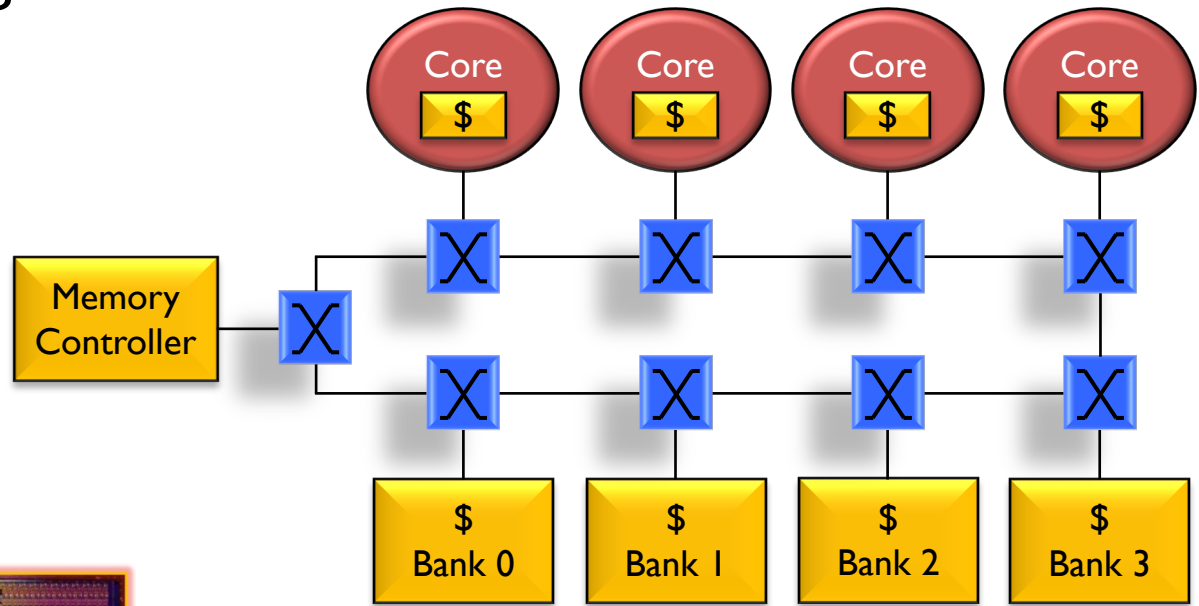 Core
$
Core
$
Core
$
Core
$
Memory
Controller
$
Bank 0
$
Bank 1
$
Bank 2
$
Bank 3